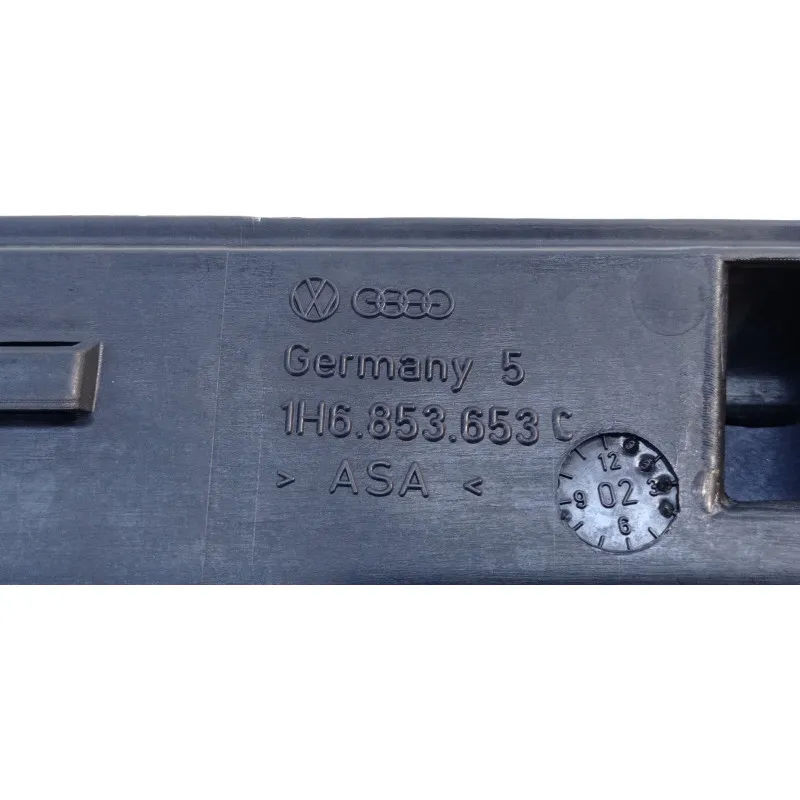 Germany 5
1H6.853.653 C
> ASA <
12
9 02 3
6